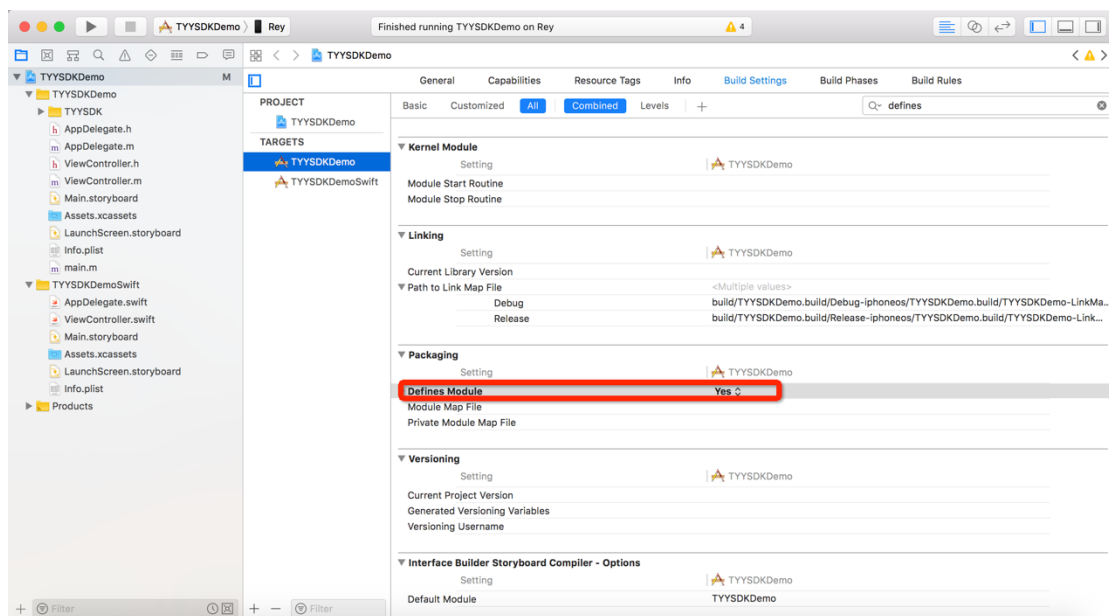 TYYSDKDemo
Rey
Finished running TYYSDKDemo on Rey
4
TYYSDKDemo
TYYSDKDemo M
TYYSDKDemo
TYYSDK
AppDelegate.h
AppDelegate.m
ViewController.h
ViewController.m
Main.storyboard
Assets.xcassets
LaunchScreen.storyboard
Info.plist
main.m
TYYSDKDemoSwift
AppDelegate.swift
ViewController.swift
Main.storyboard
Assets.xcassets
LaunchScreen.storyboard
Info.plist
Products
Filter
PROJECT
TYYSDKDemo
TARGETS
TYYSDKDemo
TYYSDKDemoSwift
Filter
General Capabilities Resource Tags Info Build Settings Build Phases Build Rules
Basic Customized All Combined Levels + defines
Kernel Module
Setting TYYSDKDemo
Module Start Routine
Module Stop Routine
Linking
Setting TYYSDKDemo
Current Library Version
Path to Link Map File <Multiple values>
Debug build/TYYSDKDemo.build/Debug-iphoneos/TYYSDKDemo.build/TYYSDKDemo-LinkMa...
Release build/TYYSDKDemo.build/Release-iphoneos/TYYSDKDemo.build/TYYSDKDemo-Link...
Packaging
Setting TYYSDKDemo
Defines Module Yes
Module Map File
Private Module Map File
Versioning
Setting TYYSDKDemo
Current Project Version
Generated Versioning Variables
Versioning Username
Interface Builder Storyboard Compiler - Options
Setting TYYSDKDemo
Default Module TYYSDKDemo